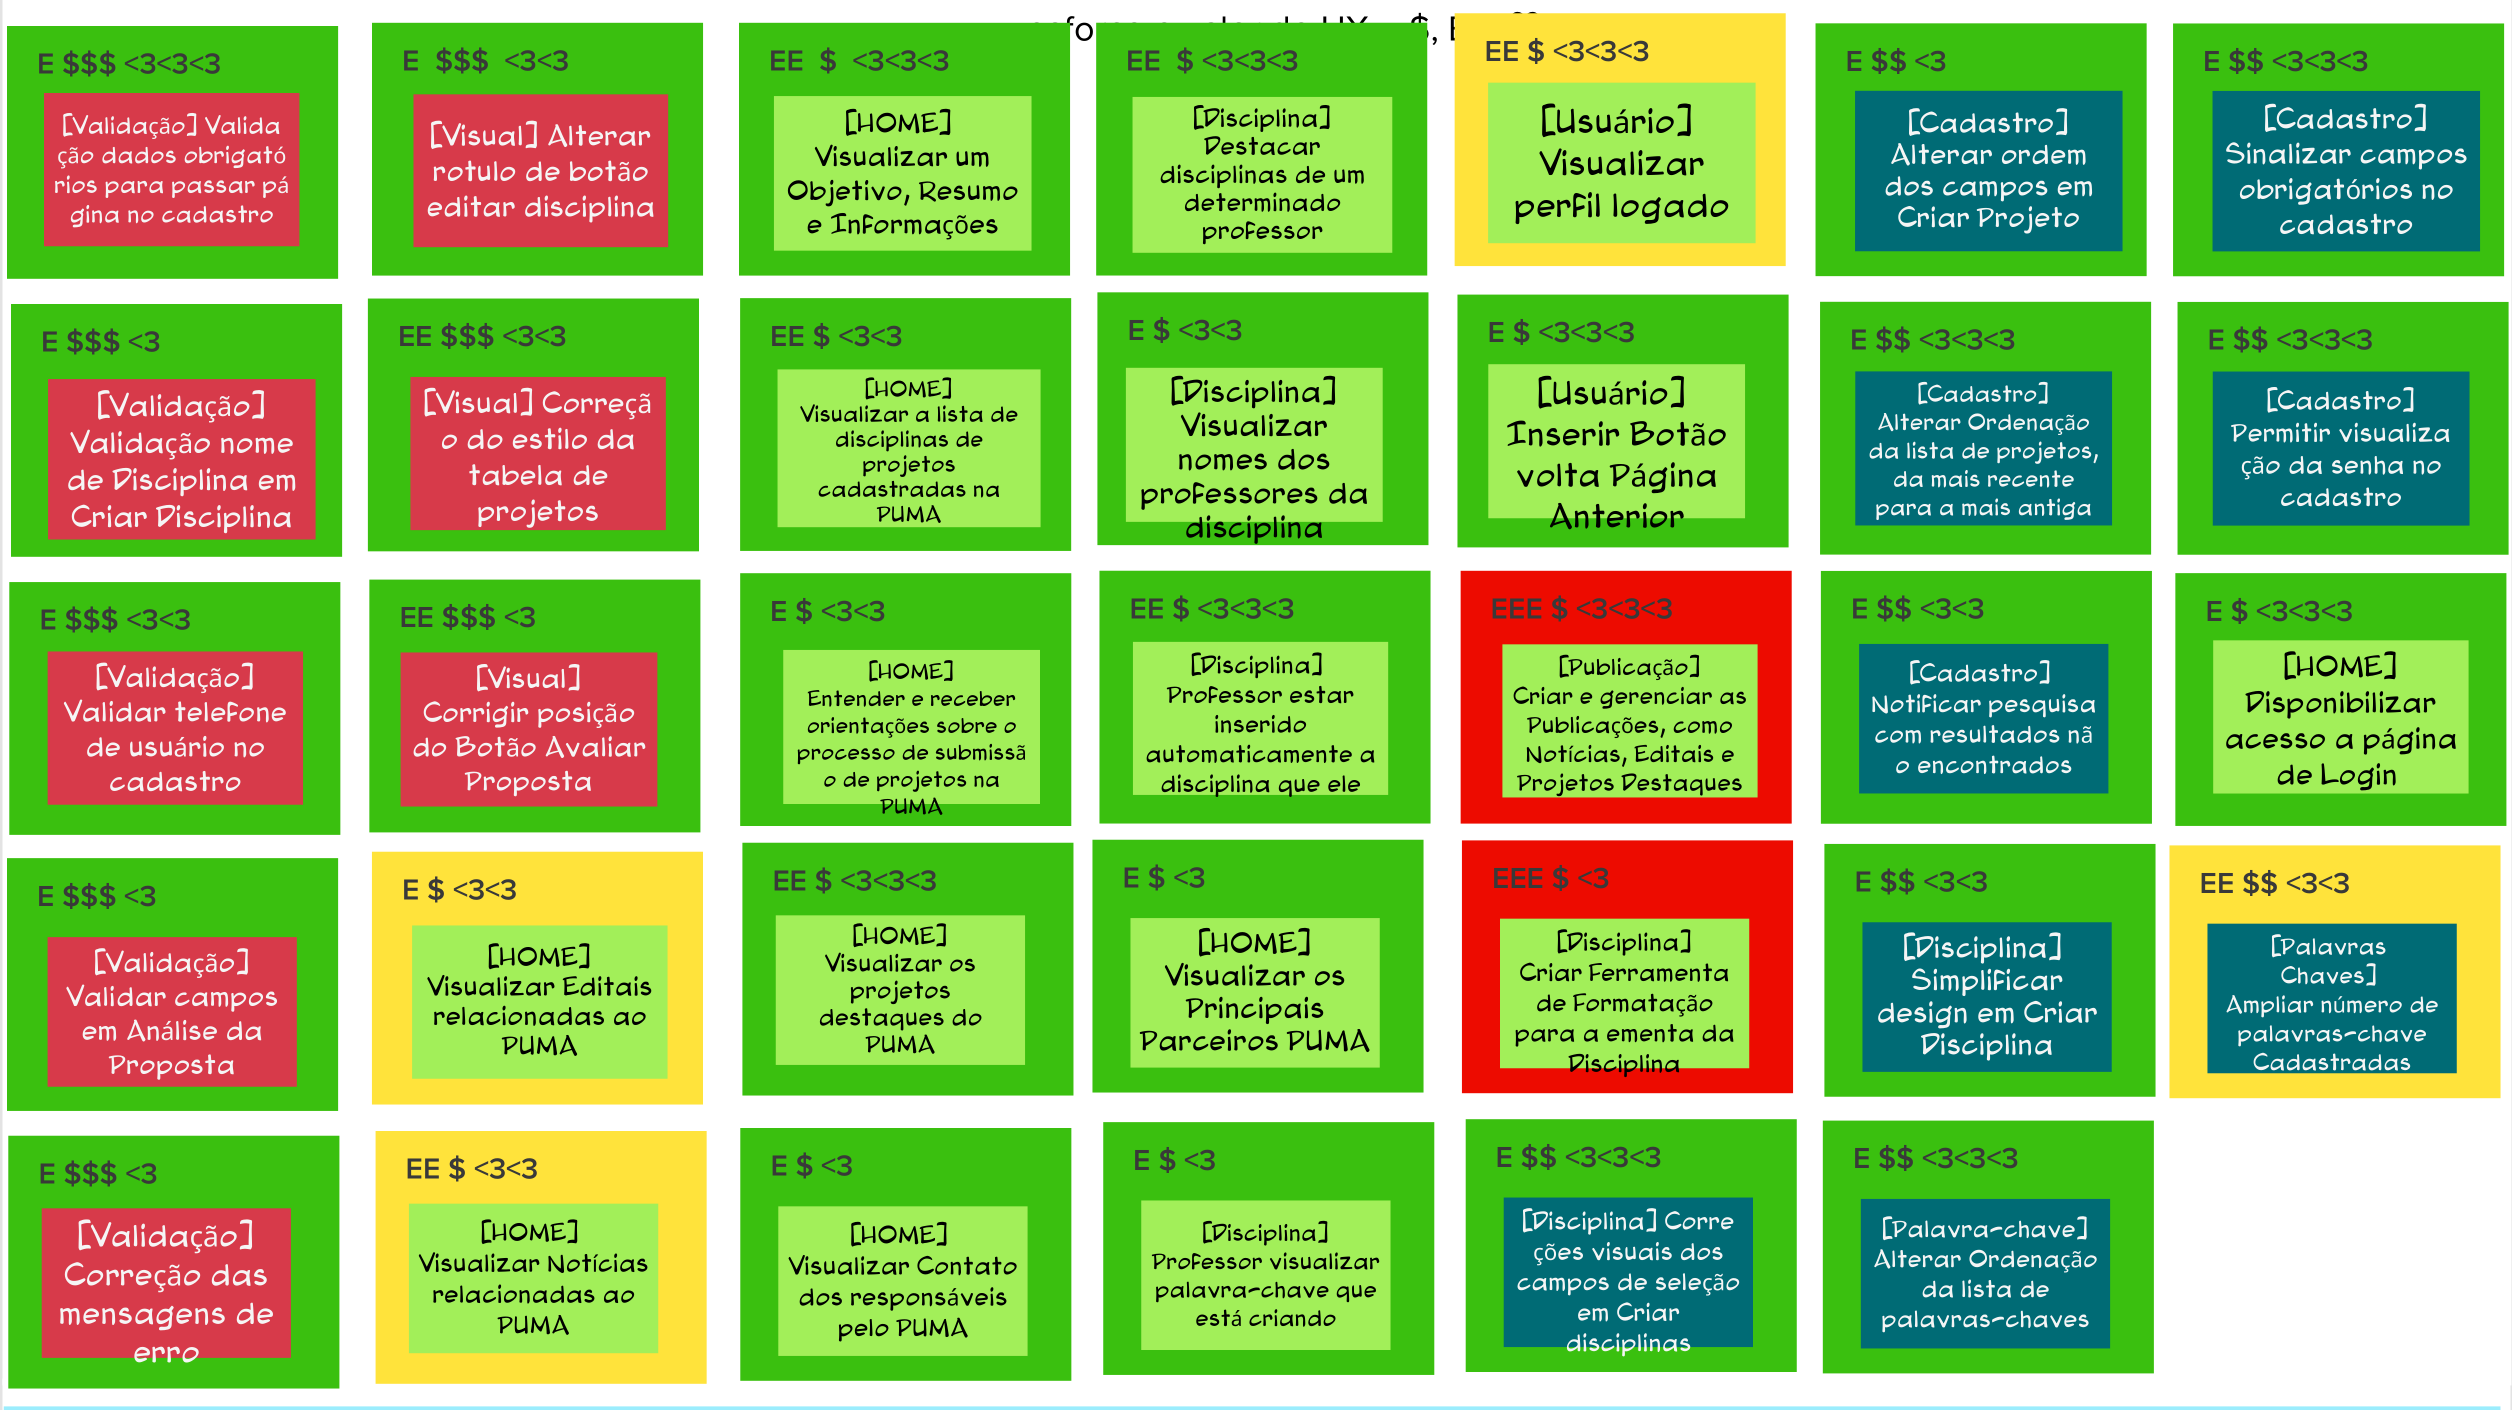 E $$$ <3<3<3
[Validação] Valida
ção dados obrigató
rios para passar pá
gina no cadastro
E $$$ <3<3
[Visual] Alterar
rotulo de botão
editar disciplina
EE $ <3<3<3
[HOME]
Visualizar um
Objetivo, Resumo
e Informações
EE $ <3<3<3
[Disciplina]
Destacar
disciplinas de um
determinado
professor
EE $ <3<3<3
[Usuário]
Visualizar
perfil logado
E $$ <3
[Cadastro]
Alterar ordem
dos campos em
Criar Projeto
E $$ <3<3<3
[Cadastro]
Sinalizar campos
obrigatórios no
cadastro
E $$$ <3
[Validação]
Validação nome
de Disciplina em
Criar Disciplina
EE $$$ <3<3
[Visual] Correçã
o do estilo da
tabela de
projetos
EE $ <3<3
[HOME]
Visualizar a lista de
disciplinas de
projetos
cadastradas na
PUMA
E $ <3<3
[Disciplina]
Visualizar
nomes dos
professores da
disciplina
E $ <3<3<3
[Usuário]
Inserir Botão
volta Página
Anterior
E $$ <3<3<3
[Cadastro]
Alterar Ordenação
da lista de projetos,
da mais recente
para a mais antiga
E $$ <3<3<3
[Cadastro]
Permitir visualiza
ção da senha no
cadastro
E $$$ <3<3
[Validação]
Validar telefone
de usuário no
cadastro
EE $$$ <3
[Visual]
Corrigir posição
do Botão Avaliar
Proposta
E $ <3<3
[HOME]
Entender e receber
orientações sobre o
processo de submissã
o de projetos na
PUMA
EE $ <3<3<3
[Disciplina]
Professor estar
inserido
automaticamente a
disciplina que ele
EEE $ <3<3<3
[Publicação]
Criar e gerenciar as
Publicações, como
Notícias, Editais e
Projetos Destaques
E $$ <3<3
[Cadastro]
Notificar pesquisa
com resultados nã
o encontrados
E $ <3<3<3
[HOME]
Disponibilizar
acesso a página
de Login
E $$$ <3
[Validação]
Validar campos
em Análise da
Proposta
E $ <3<3
[HOME]
Visualizar Editais
relacionadas ao
PUMA
EE $ <3<3<3
[HOME]
Visualizar os
projetos
destaques do
PUMA
E $ <3
[HOME]
Visualizar os
Principais
Parceiros PUMA
EEE $ <3
[Disciplina]
Criar Ferramenta
de Formatação
para a ementa da
Disciplina
E $$ <3<3
[Disciplina]
Simplificar
design em Criar
Disciplina
EE $$ <3<3
[Palavras
Chaves]
Ampliar número de
palavras-chave
Cadastradas
E $$$ <3
[Validação]
Correção das
mensagens de
erro
EE $ <3<3
[HOME]
Visualizar Notícias
relacionadas ao
PUMA
E $ <3
[HOME]
Visualizar Contato
dos responsáveis
pelo PUMA
E $ <3
[Disciplina]
Professor visualizar
palavra-chave que
está criando
E $$ <3<3<3
[Disciplina] Corre
ções visuais dos
campos de seleção
em Criar
disciplinas
E $$ <3<3<3
[Palavra-chave]
Alterar Ordenação
da lista de
palavras-chaves